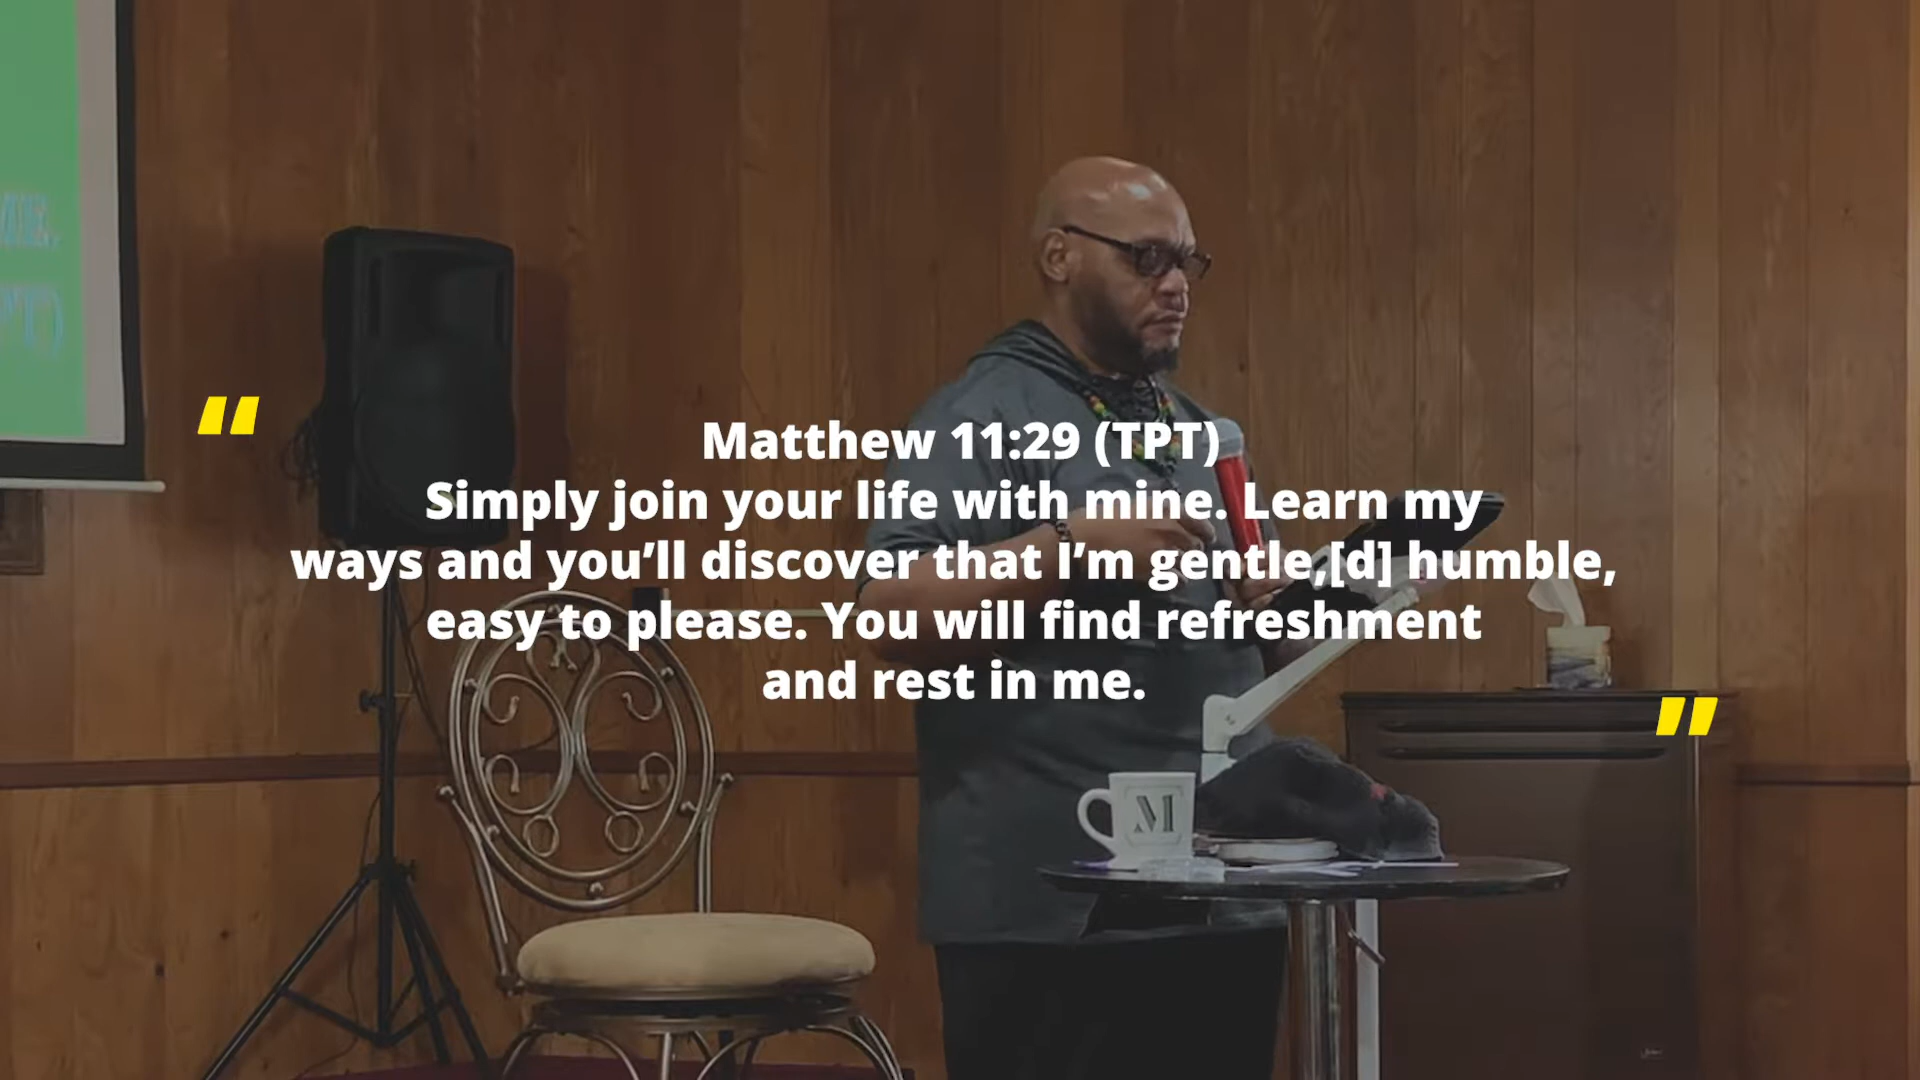 Matthew 11:29 (TPT)
Simply join your life with mine. Learn my
ways and you’ll discover that I’m gentle,[d] humble,
easy to please. You will find refreshment
and rest in me.
M